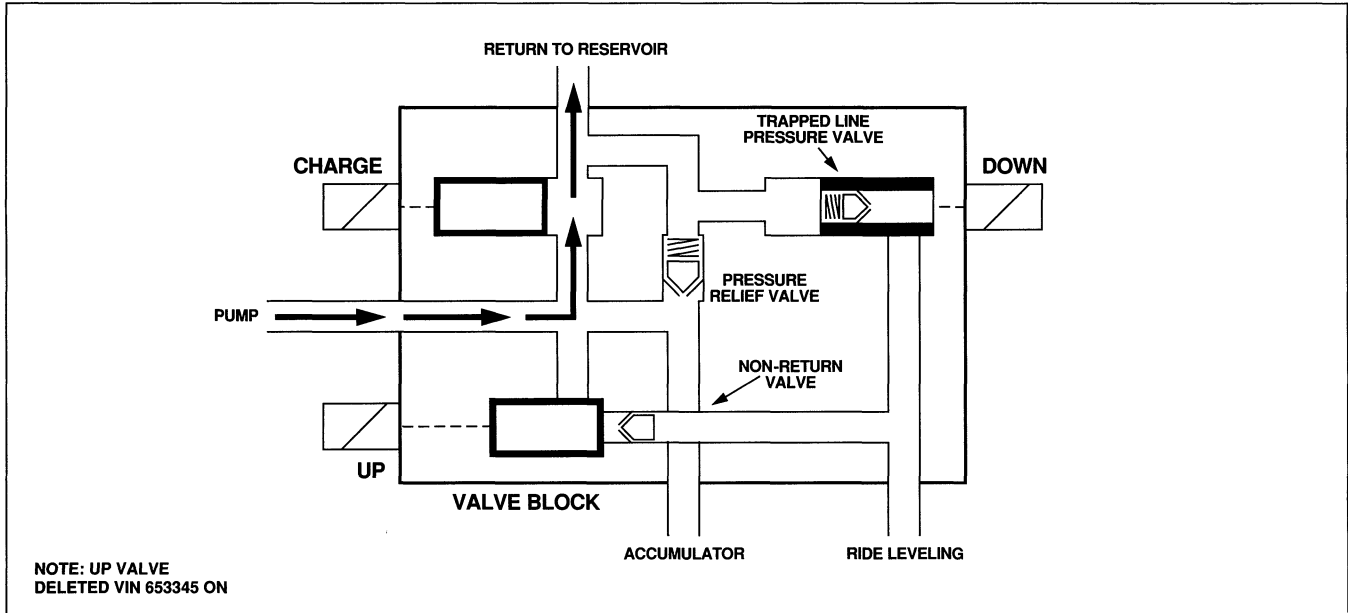 RETURN TO RESERVOIR
TRAPPED LINE
PRESSURE VALVE
CHARGE
DOWN
PRESSURE
RELIEF VALVE
PUMP
NON-RETURN
VALVE
UP
VALVE BLOCK
ACCUMULATOR
RIDE LEVELING
NOTE: UP VALVE
DELETED VIN 653345 ON